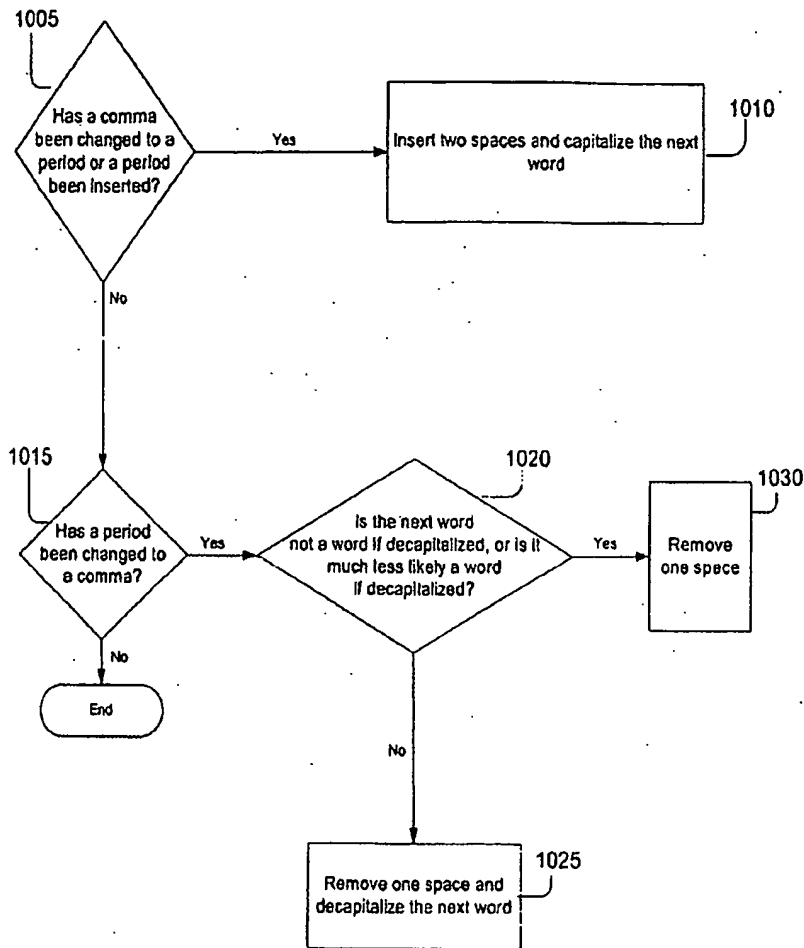 1005
Has a comma
been changed to a
period or a period
been inserted?
Yes
Insert two spaces and capitalize the next
word
1010
No
1015
Has a period
been changed to
a comma?
Yes
1020
Is the next word
not a word if decapitalized, or is it
much less likely a word
if decapitalized?
Yes
1030
Remove
one space
No
End
No
1025
Remove one space and
decapitalize the next word